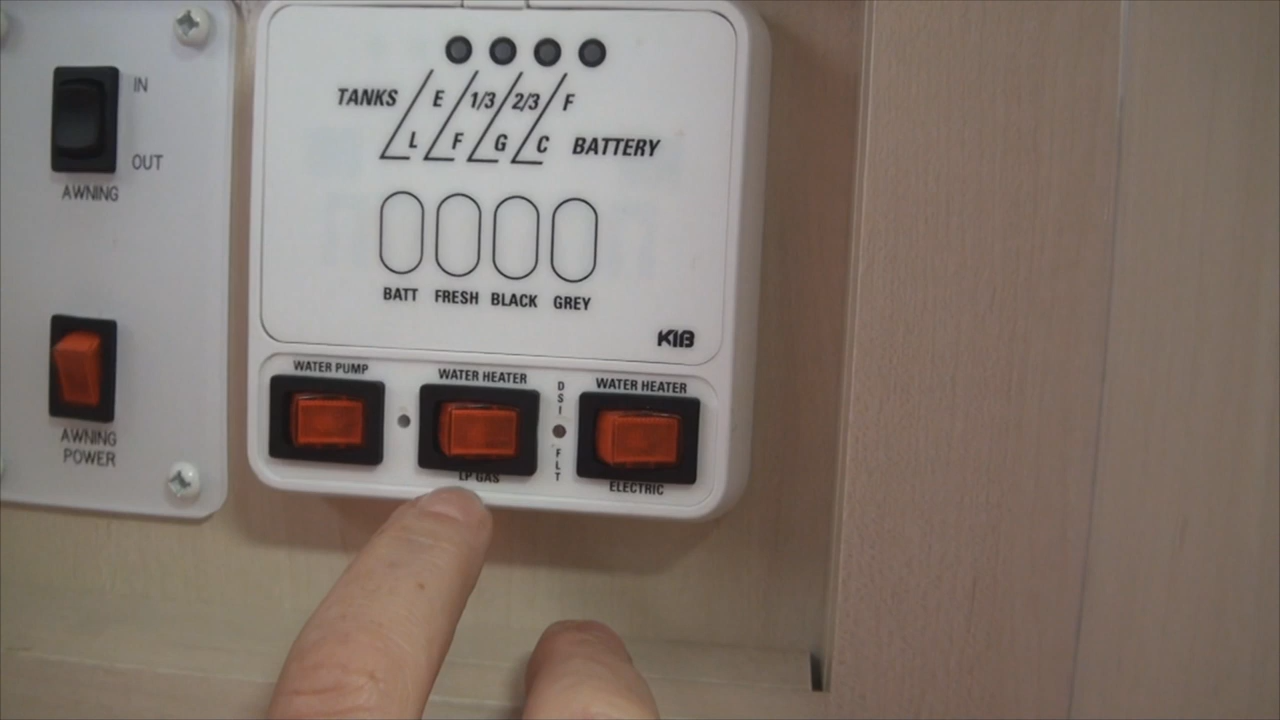 IN
OUT
AWNING
AWNING
POWER
TANKS E 1/3 2/3 F
L F G C BATTERY
BATT FRESH BLACK GREY
KIB
WATER PUMP
WATER HEATER
LP GAS
DSI
FLT
WATER HEATER
ELECTRIC